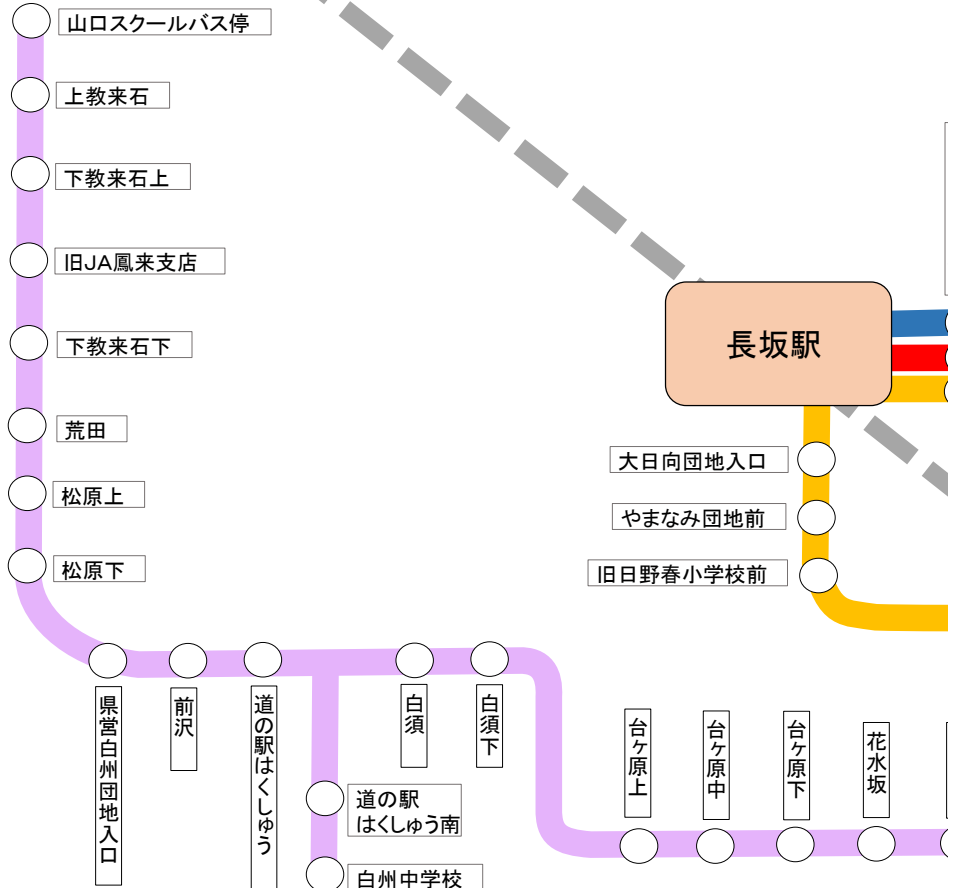 山口スクールバス停
上教来石
下教来石上
旧JA鳳来支店
下教来石下
荒田
松原上
松原下
長坂駅
大日向団地入口
やまなみ団地前
旧日野春小学校前
県営白州団地入口
前沢
道の駅はくしゅう
白須
白須下
道の駅
はくしゅう南
白州中学校
台ヶ原上
台ヶ原中
台ヶ原下
花水坂